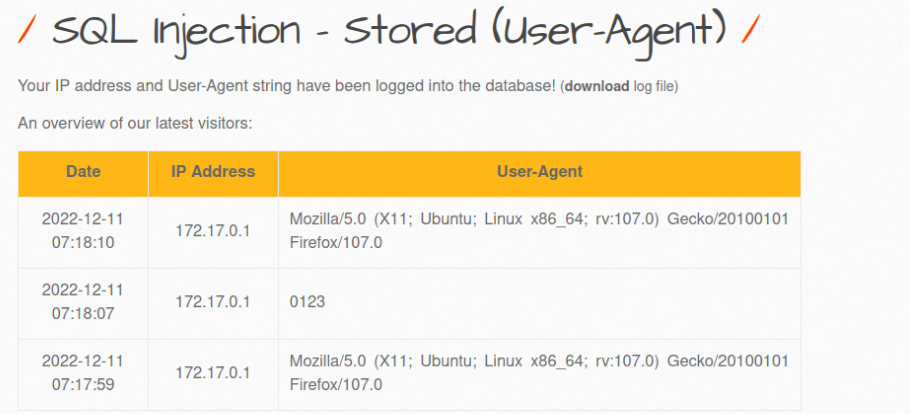 / SQL Injection - Stored (User-Agent) /
Your IP address and User-Agent string have been logged into the database! (download log file)
An overview of our latest visitors:
Date IP Address User-Agent
2022-12-11 07:18:10 172.17.0.1 Mozilla/5.0 (X11; Ubuntu; Linux x86_64; rv:107.0) Gecko/20100101
Firefox/107.0
2022-12-11 07:18:07 172.17.0.1 0123
2022-12-11 07:17:59 172.17.0.1 Mozilla/5.0 (X11; Ubuntu; Linux x86_64; rv:107.0) Gecko/20100101
Firefox/107.0